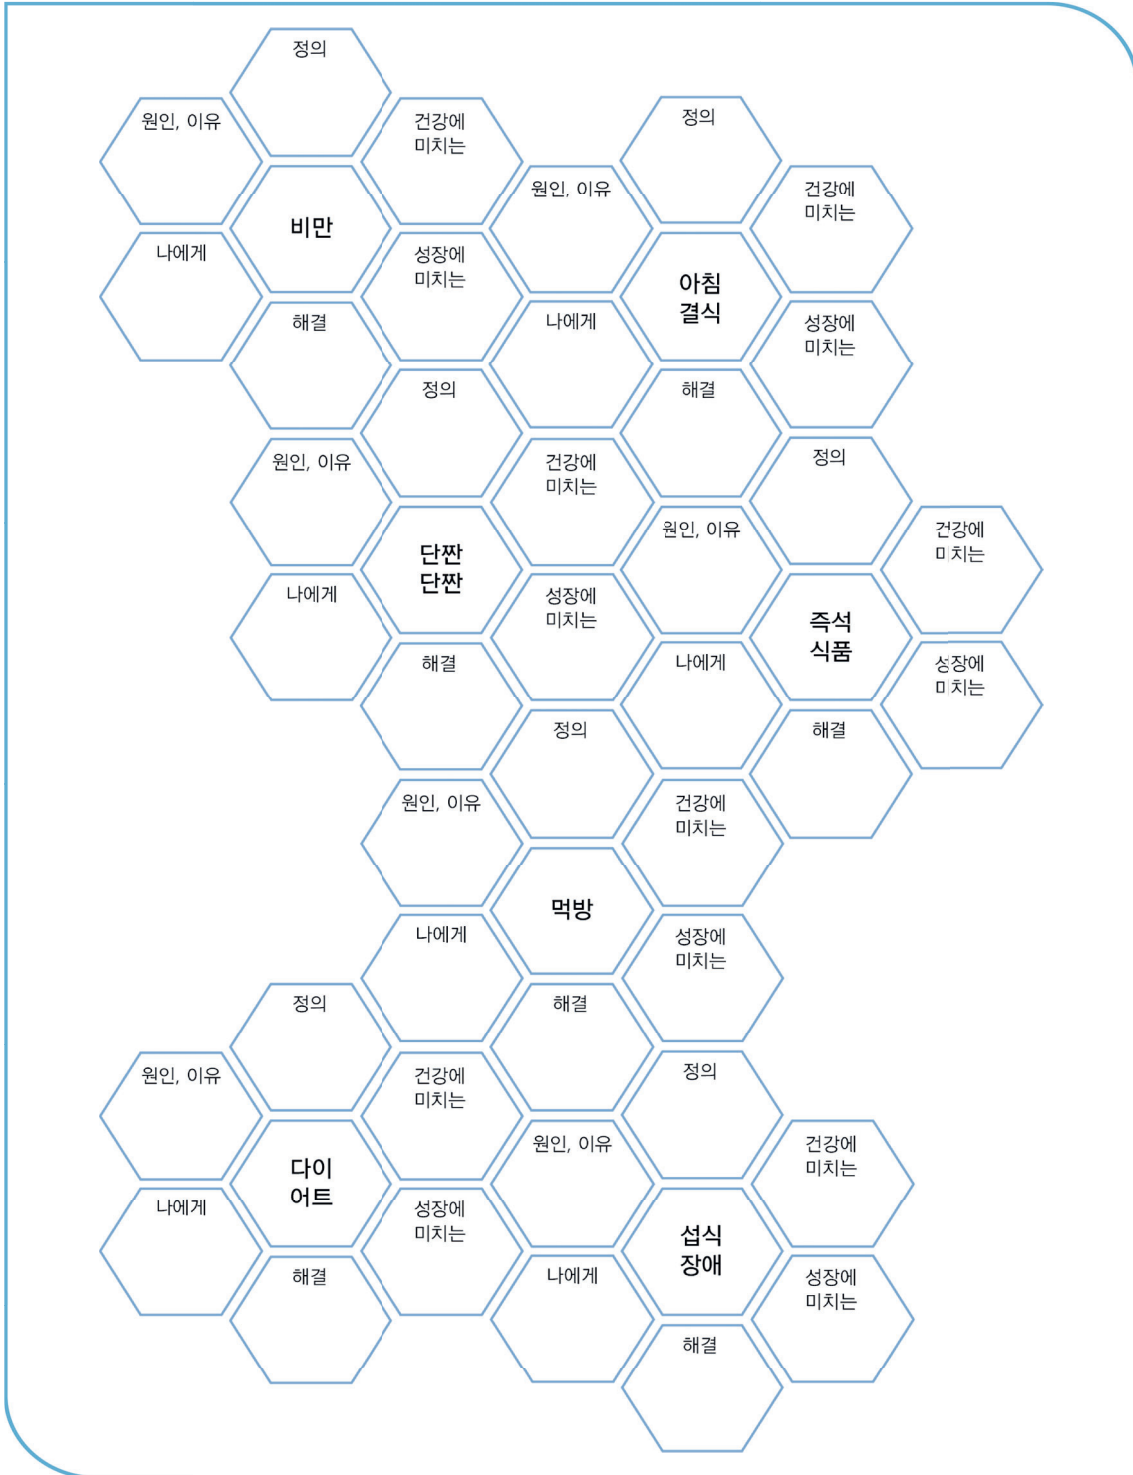 정의
원인, 이유
건강에
미치는
비만
나에게
성장에
미치는
해결
정의
원인, 이유
건강에
미치는
아침
결식
나에게
성장에
미치는
해결
정의
원인, 이유
건강에
미치는
단짠
단짠
나에게
성장에
미치는
해결
정의
원인, 이유
건강에
미치는
즉석
식품
나에게
성장에
미치는
해결
정의
원인, 이유
건강에
미치는
먹방
나에게
성장에
미치는
해결
정의
원인, 이유
건강에
미치는
다이
어트
나에게
성장에
미치는
해결
정의
원인, 이유
건강에
미치는
섭식
장애
나에게
성장에
미치는
해결